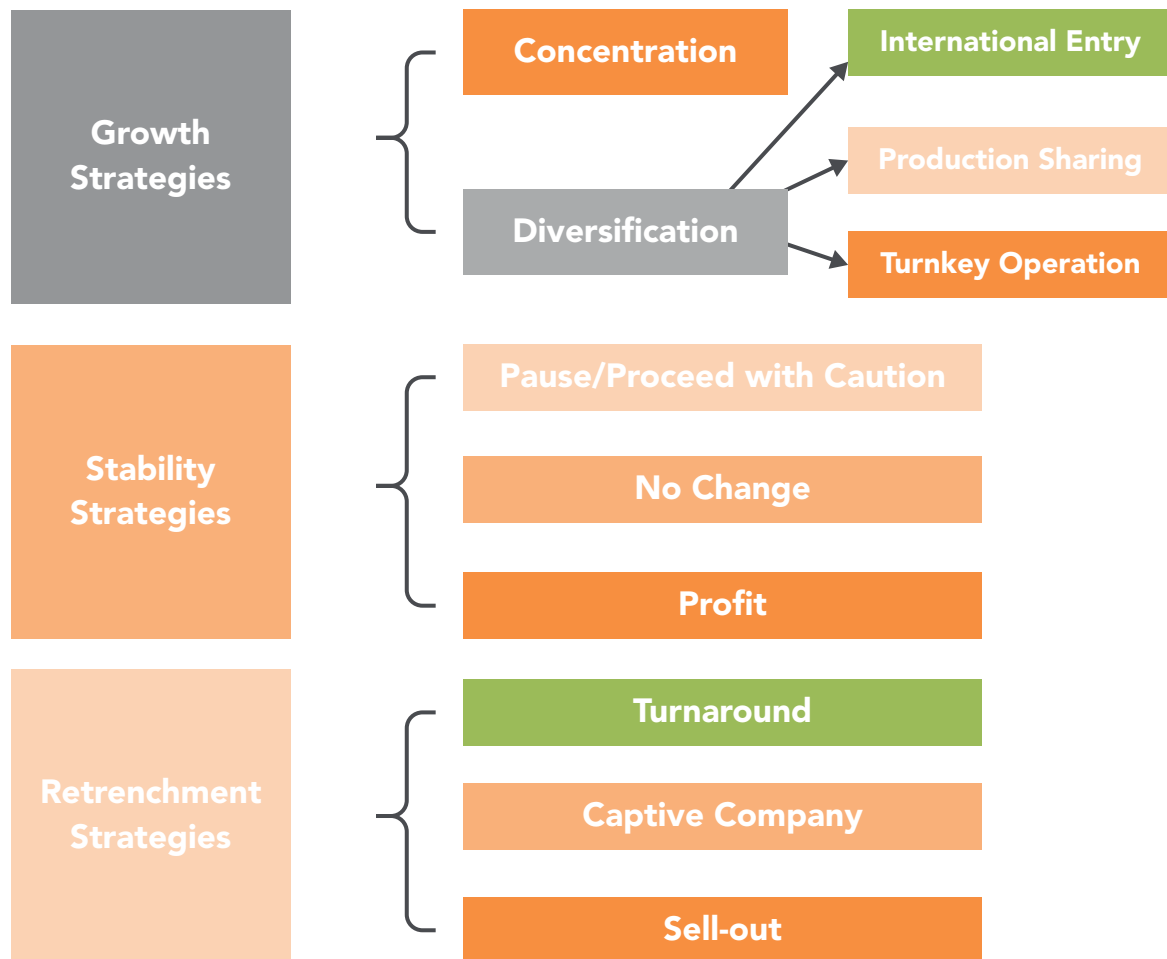 Growth
Strategies
Concentration
Diversification
International Entry
Production Sharing
Turnkey Operation
Stability
Strategies
Pause/Proceed with Caution
No Change
Profit
Retrenchment
Strategies
Turnaround
Captive Company
Sell-out